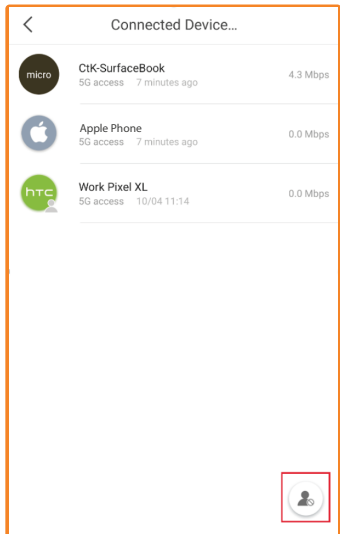 Connected Device...
micro
CtK-SurfaceBook
5G access 7 minutes ago
4.3 Mbps
Apple Phone
5G access 7 minutes ago
0.0 Mbps
hTC
Work Pixel XL
5G access 10/04 11:14
0.0 Mbps